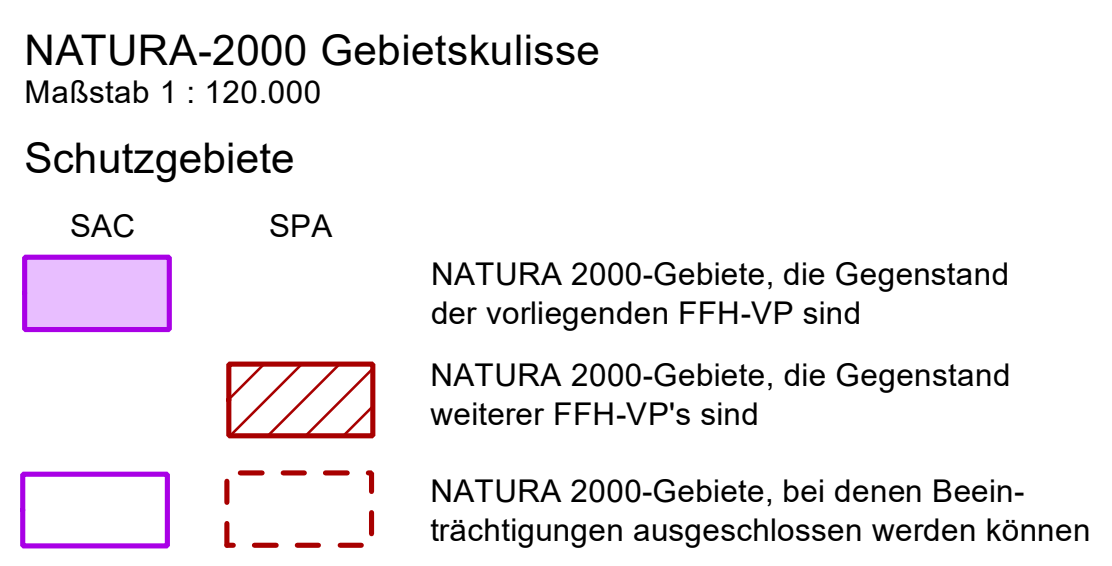 NATURA-2000 Gebietskulisse
Maßstab 1 : 120.000
Schutzgebiete
SAC SPA
NATURA 2000-Gebiete, die Gegenstand
der vorliegenden FFH-VP sind
NATURA 2000-Gebiete, die Gegenstand
weiterer FFH-VP's sind
NATURA 2000-Gebiete, bei denen Beein-
trächtigungen ausgeschlossen werden können